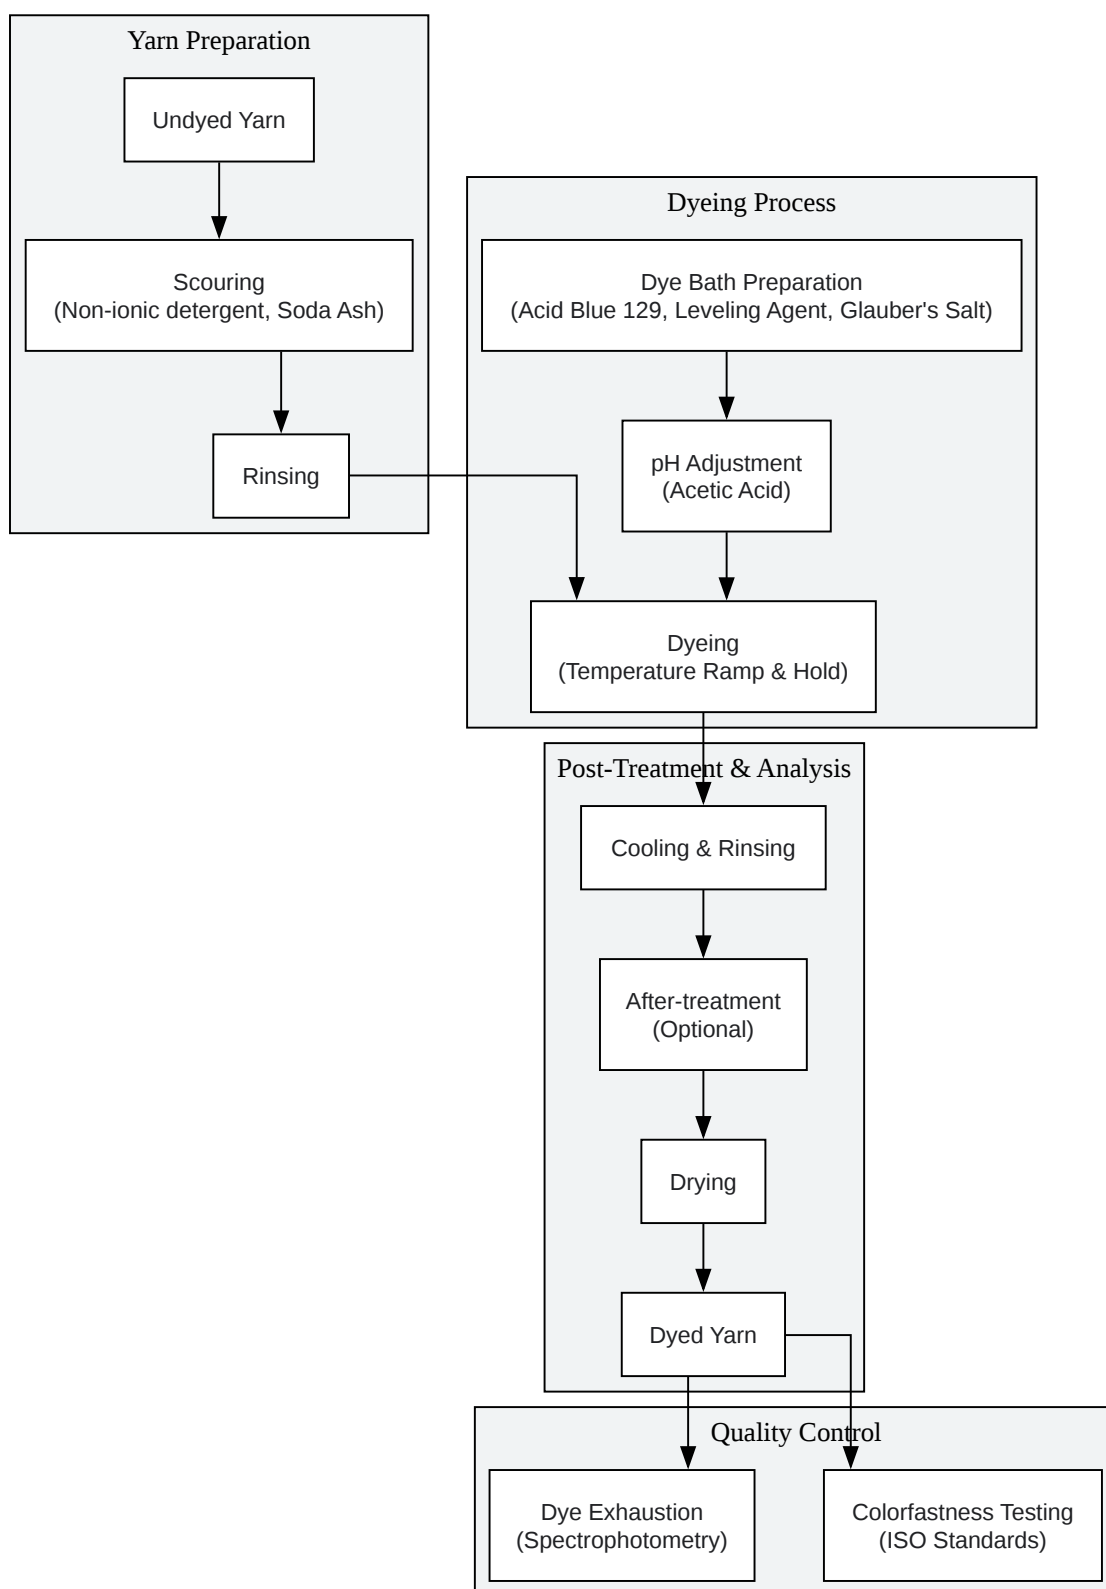 Yarn Preparation
Undyed Yarn
Scouring
(Non-ionic detergent, Soda Ash)
Rinsing
Dyeing Process
Dye Bath Preparation
(Acid Blue 129, Leveling Agent, Glauber's Salt)
pH Adjustment
(Acetic Acid)
Dyeing
(Temperature Ramp & Hold)
Post-Treatment & Analysis
Cooling & Rinsing
After-treatment
(Optional)
Drying
Dyed Yarn
Quality Control
Dye Exhaustion
(Spectrophotometry)
Colorfastness Testing
(ISO Standards)